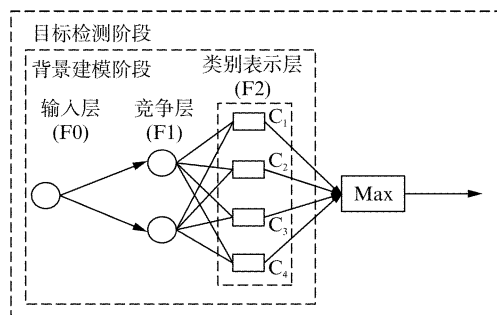 目标检测阶段
背景建模阶段
类别表示层
(F2)
输入层
(F0)
竞争层
(F1)
C1
C2
C3
C4
Max